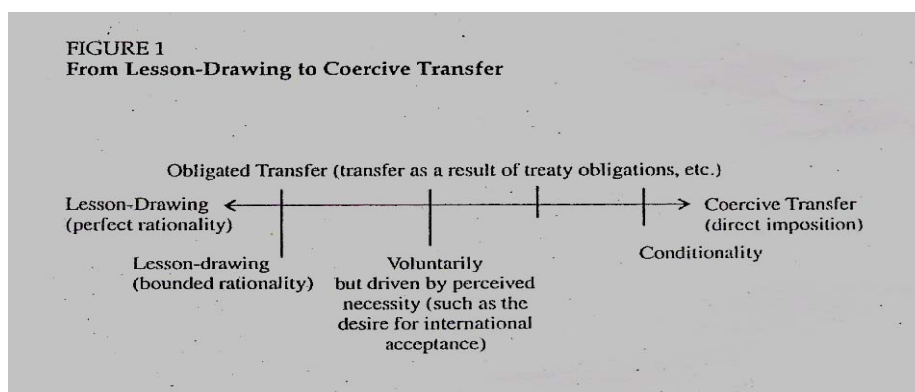 FIGURE 1
From Lesson-Drawing to Coercive Transfer
Obligated Transfer (transfer as a result of treaty obligations, etc.)
Lesson-Drawing
(perfect rationality)
Coercive Transfer
(direct imposition)
Lesson-drawing
(bounded rationality)
Voluntarily
but driven by perceived
necessity (such as the
desire for international
acceptance)
Conditionality